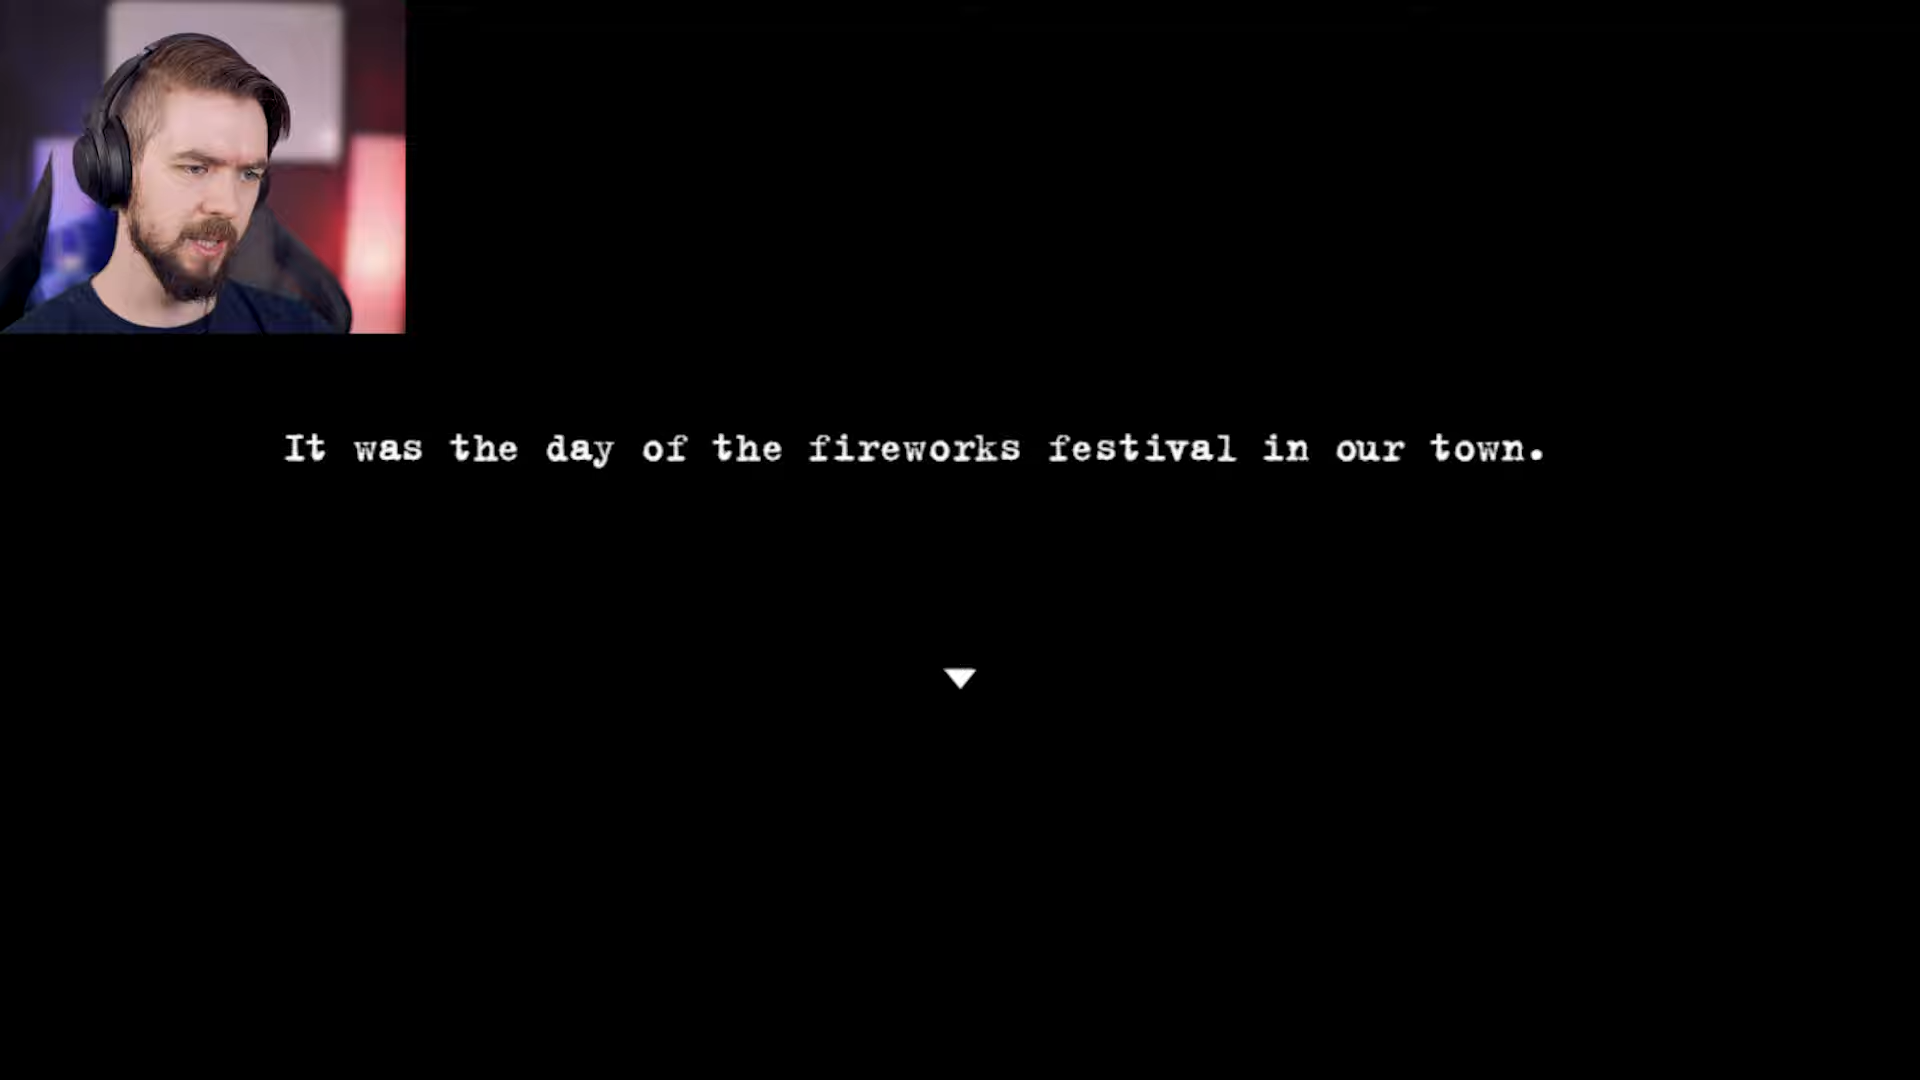 It was the day of the fireworks festival in our town.